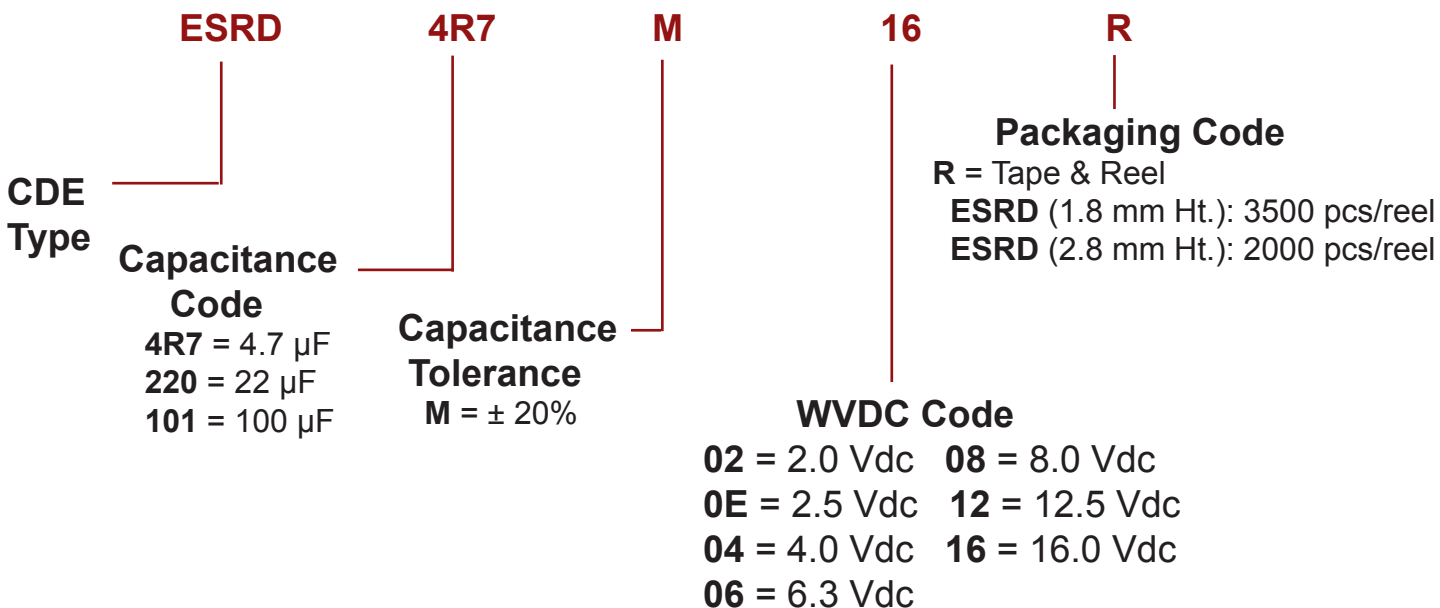 ESRD 4R7 M 16 R
CDE
Type
Capacitance
Code
4R7 = 4.7 µF
220 = 22 µF
101 = 100 µF
Capacitance
Tolerance
M = ± 20%
WVDC Code
02 = 2.0 Vdc 08 = 8.0 Vdc
0E = 2.5 Vdc 12 = 12.5 Vdc
04 = 4.0 Vdc 16 = 16.0 Vdc
06 = 6.3 Vdc
Packaging Code
R = Tape & Reel
ESRD (1.8 mm Ht.): 3500 pcs/reel
ESRD (2.8 mm Ht.): 2000 pcs/reel